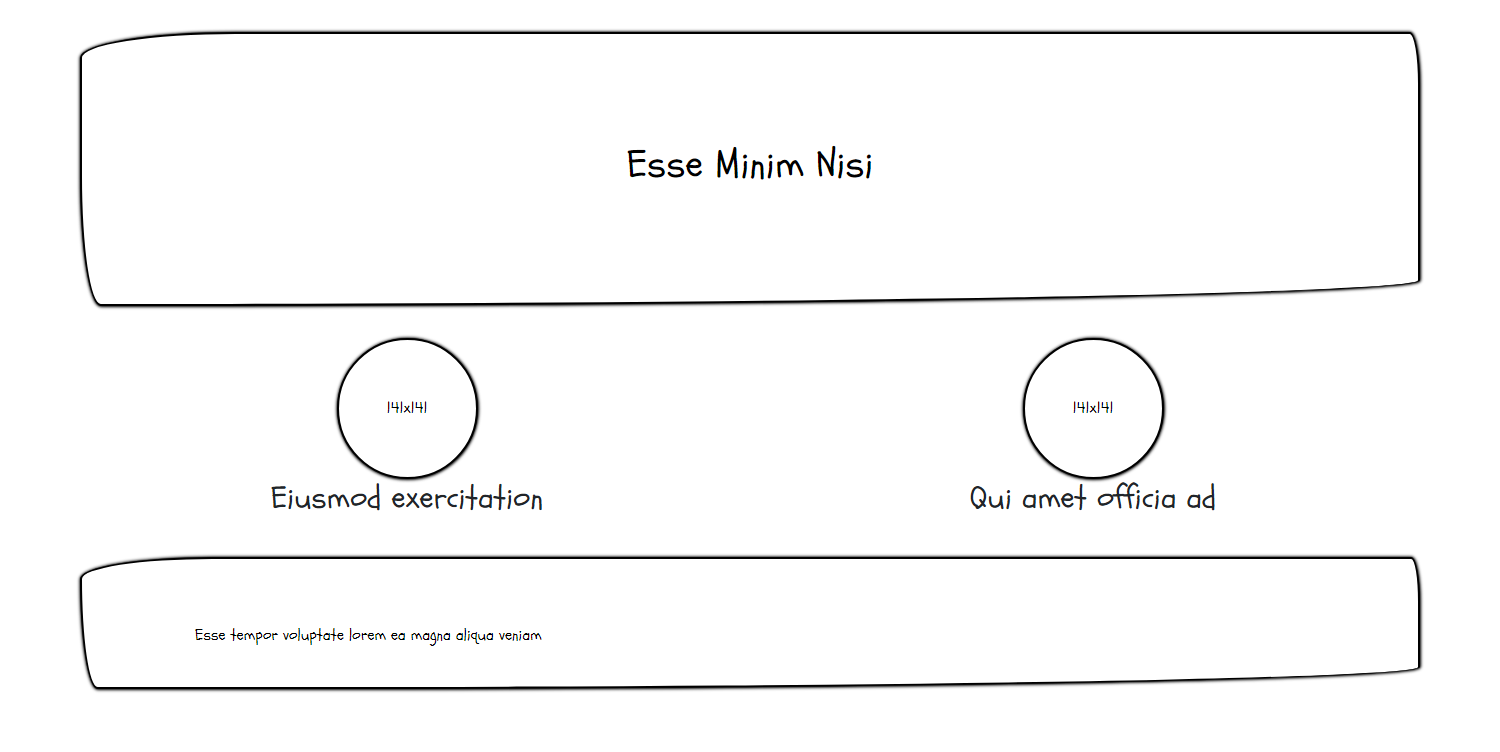 Esse Minim Nisi
141x141
141x141
Eiusmod exercitation
Qui amet officia ad
Esse tempor voluptate lorem ea magna aliqua veniam